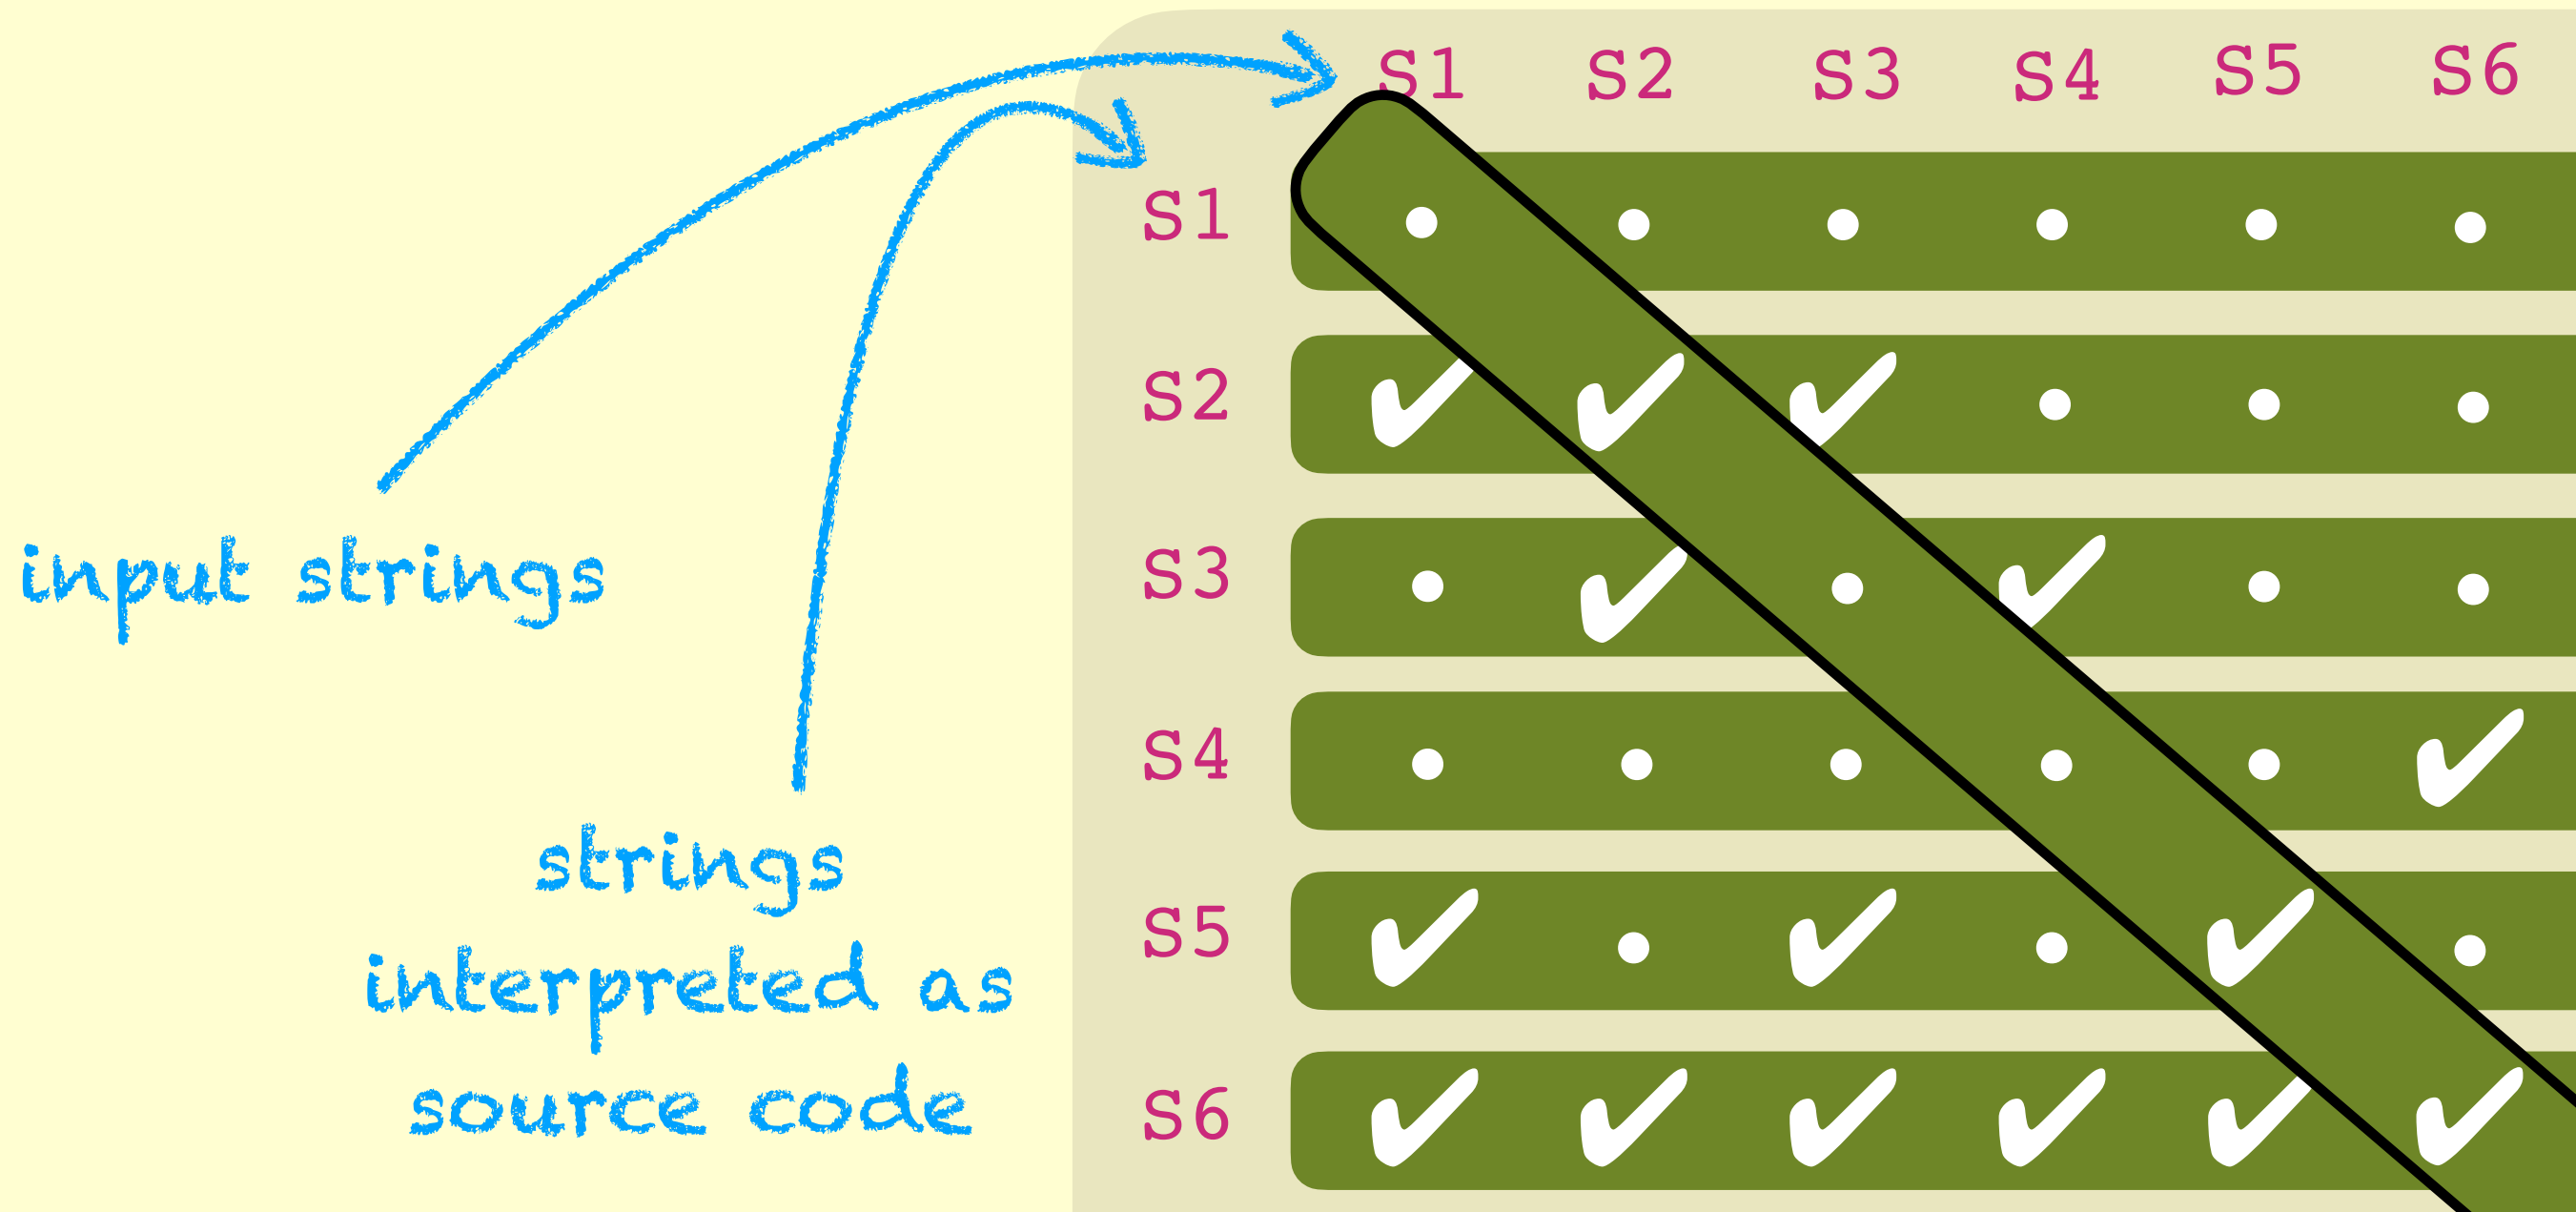 S1 S2 S3 S4 S5 S6
S1
S2
S3
S4
S5
S6
input strings
strings
interpreted as
source code